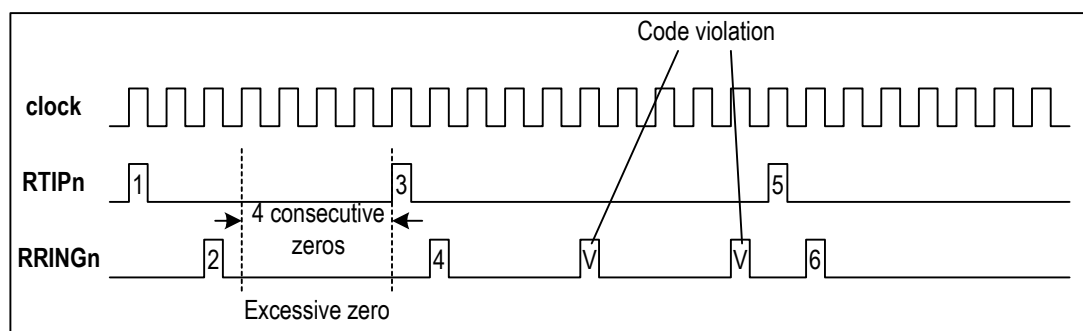 Code violation
clock
RTIPn
1
3
5
4 consecutive
zeros
RRINGn
2
4
V
V
6
Excessive zero